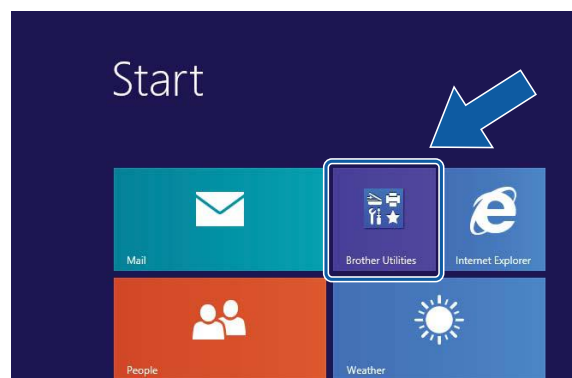 Start
Mail
Brother Utilities
Internet Explorer
People
Weather